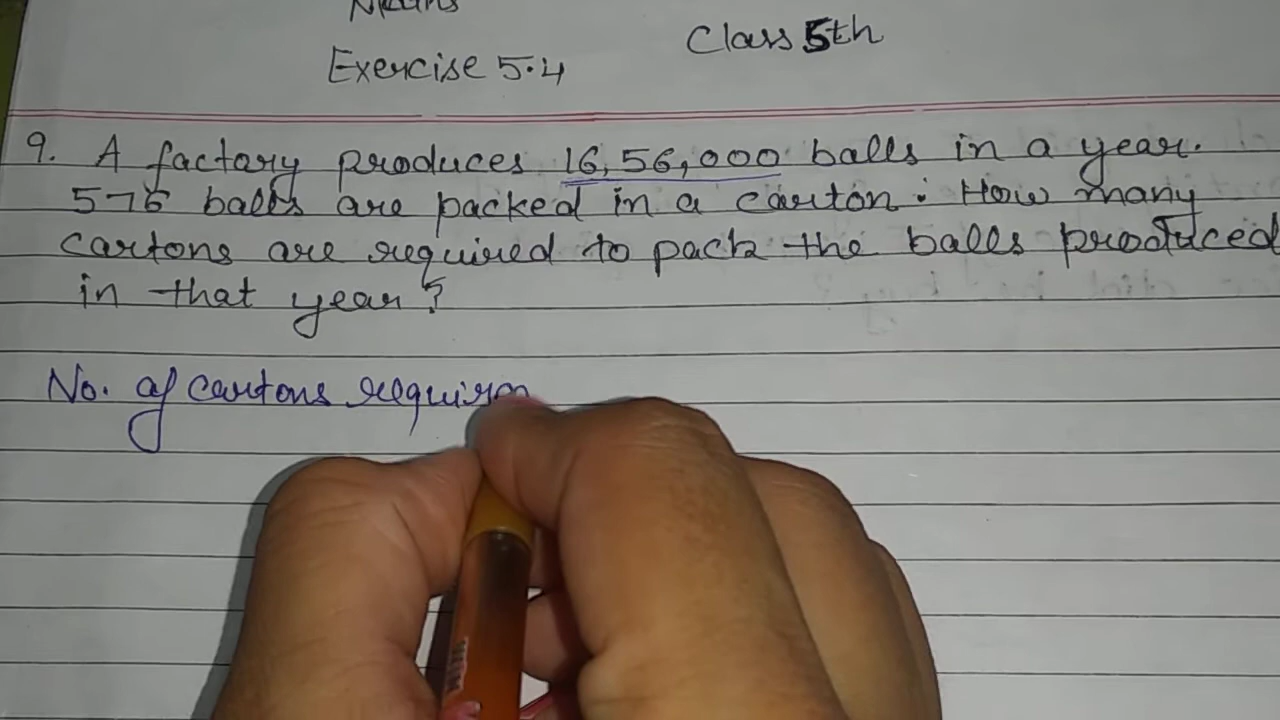 Maths
Class 5th
Exercise 5.4
9. A factory produces 16,56,000 balls in a year.
576 balls are packed in a carton. How many
cartons are required to pack the balls produced
in that year?
No. of cartons